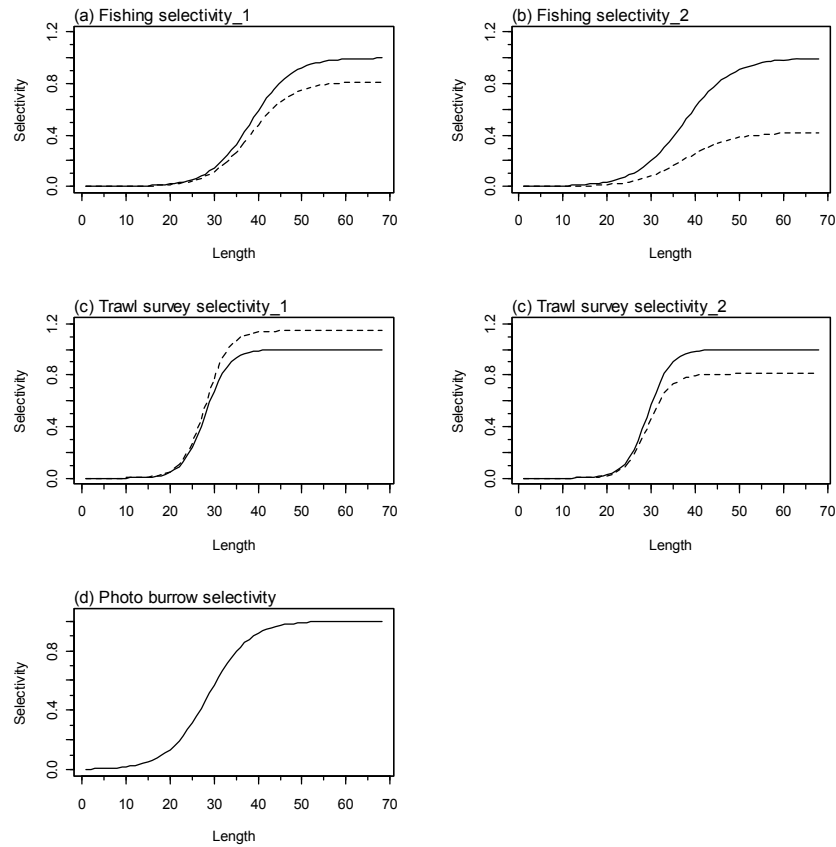 (a) Fishing selectivity_1
Selectivity
1.2
0.8
0.4
0.0
0 10 20 30 40 50 60 70
Length
(b) Fishing selectivity_2
Selectivity
1.2
0.8
0.4
0.0
0 10 20 30 40 50 60 70
Length
(c) Trawl survey selectivity_1
Selectivity
1.2
0.8
0.4
0.0
0 10 20 30 40 50 60 70
Length
(c) Trawl survey selectivity_2
Selectivity
1.2
0.8
0.4
0.0
0 10 20 30 40 50 60 70
Length
(d) Photo burrow selectivity
Selectivity
0.8
0.4
0.0
0 10 20 30 40 50 60 70
Length